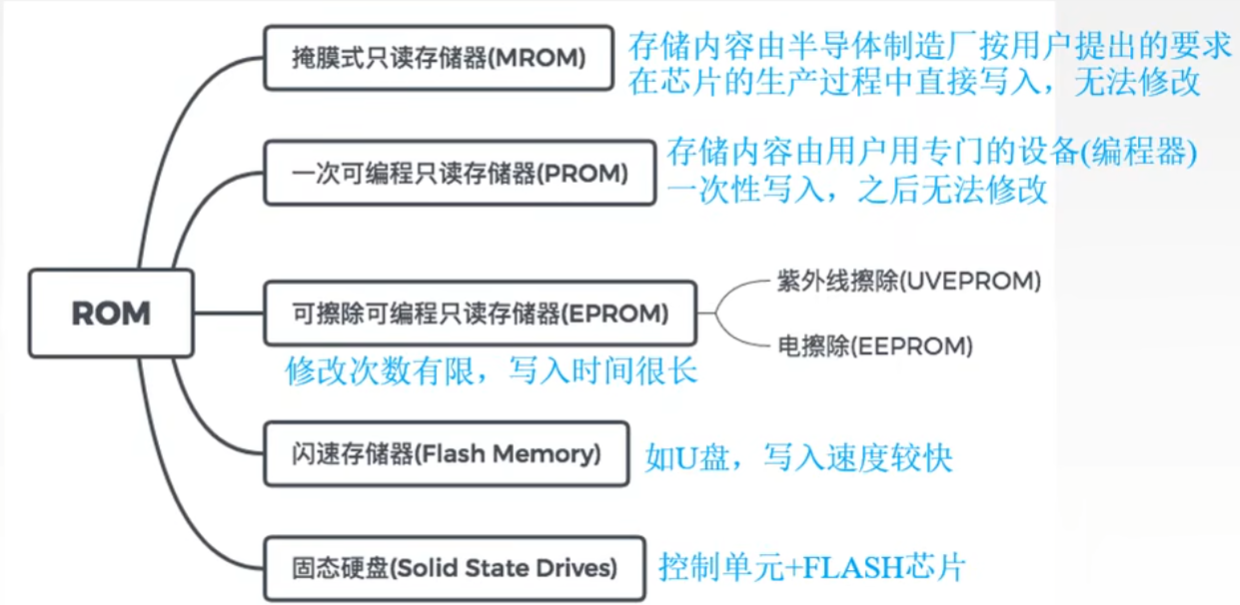 掩膜式只读存储器(MROM)
存储内容由半导体制造厂按用户提出的要求
在芯片的生产过程中直接写入，无法修改
一次可编程只读存储器(PROM)
存储内容由用户用专门的设备(编程器)
一次性写入，之后无法修改
ROM
可擦除可编程只读存储器(EPROM)
紫外线擦除(UVEPROM)
电擦除(EEPROM)
修改次数有限，写入时间很长
闪速存储器(Flash Memory)
如U盘，写入速度较快
固态硬盘(Solid State Drives)
控制单元+FLASH芯片